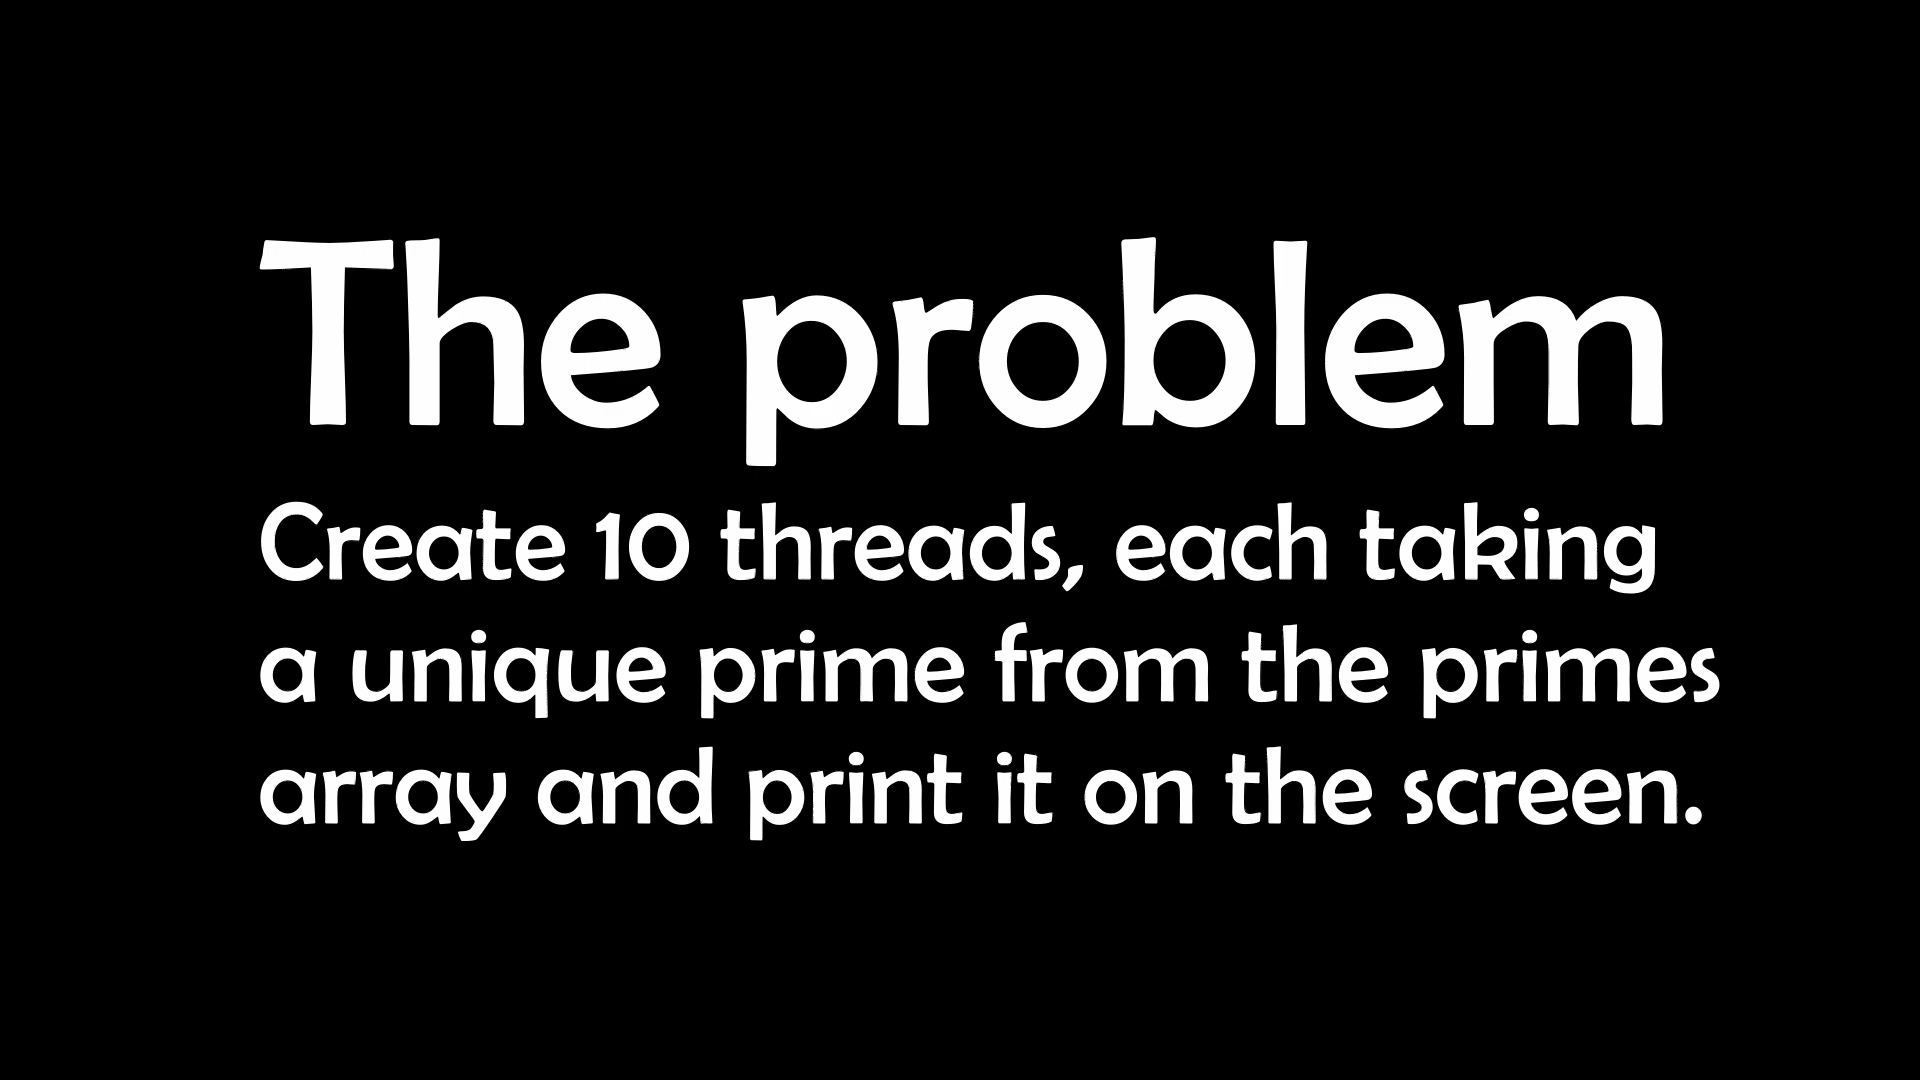 The problem
Create 10 threads, each taking
a unique prime from the primes
array and print it on the screen.